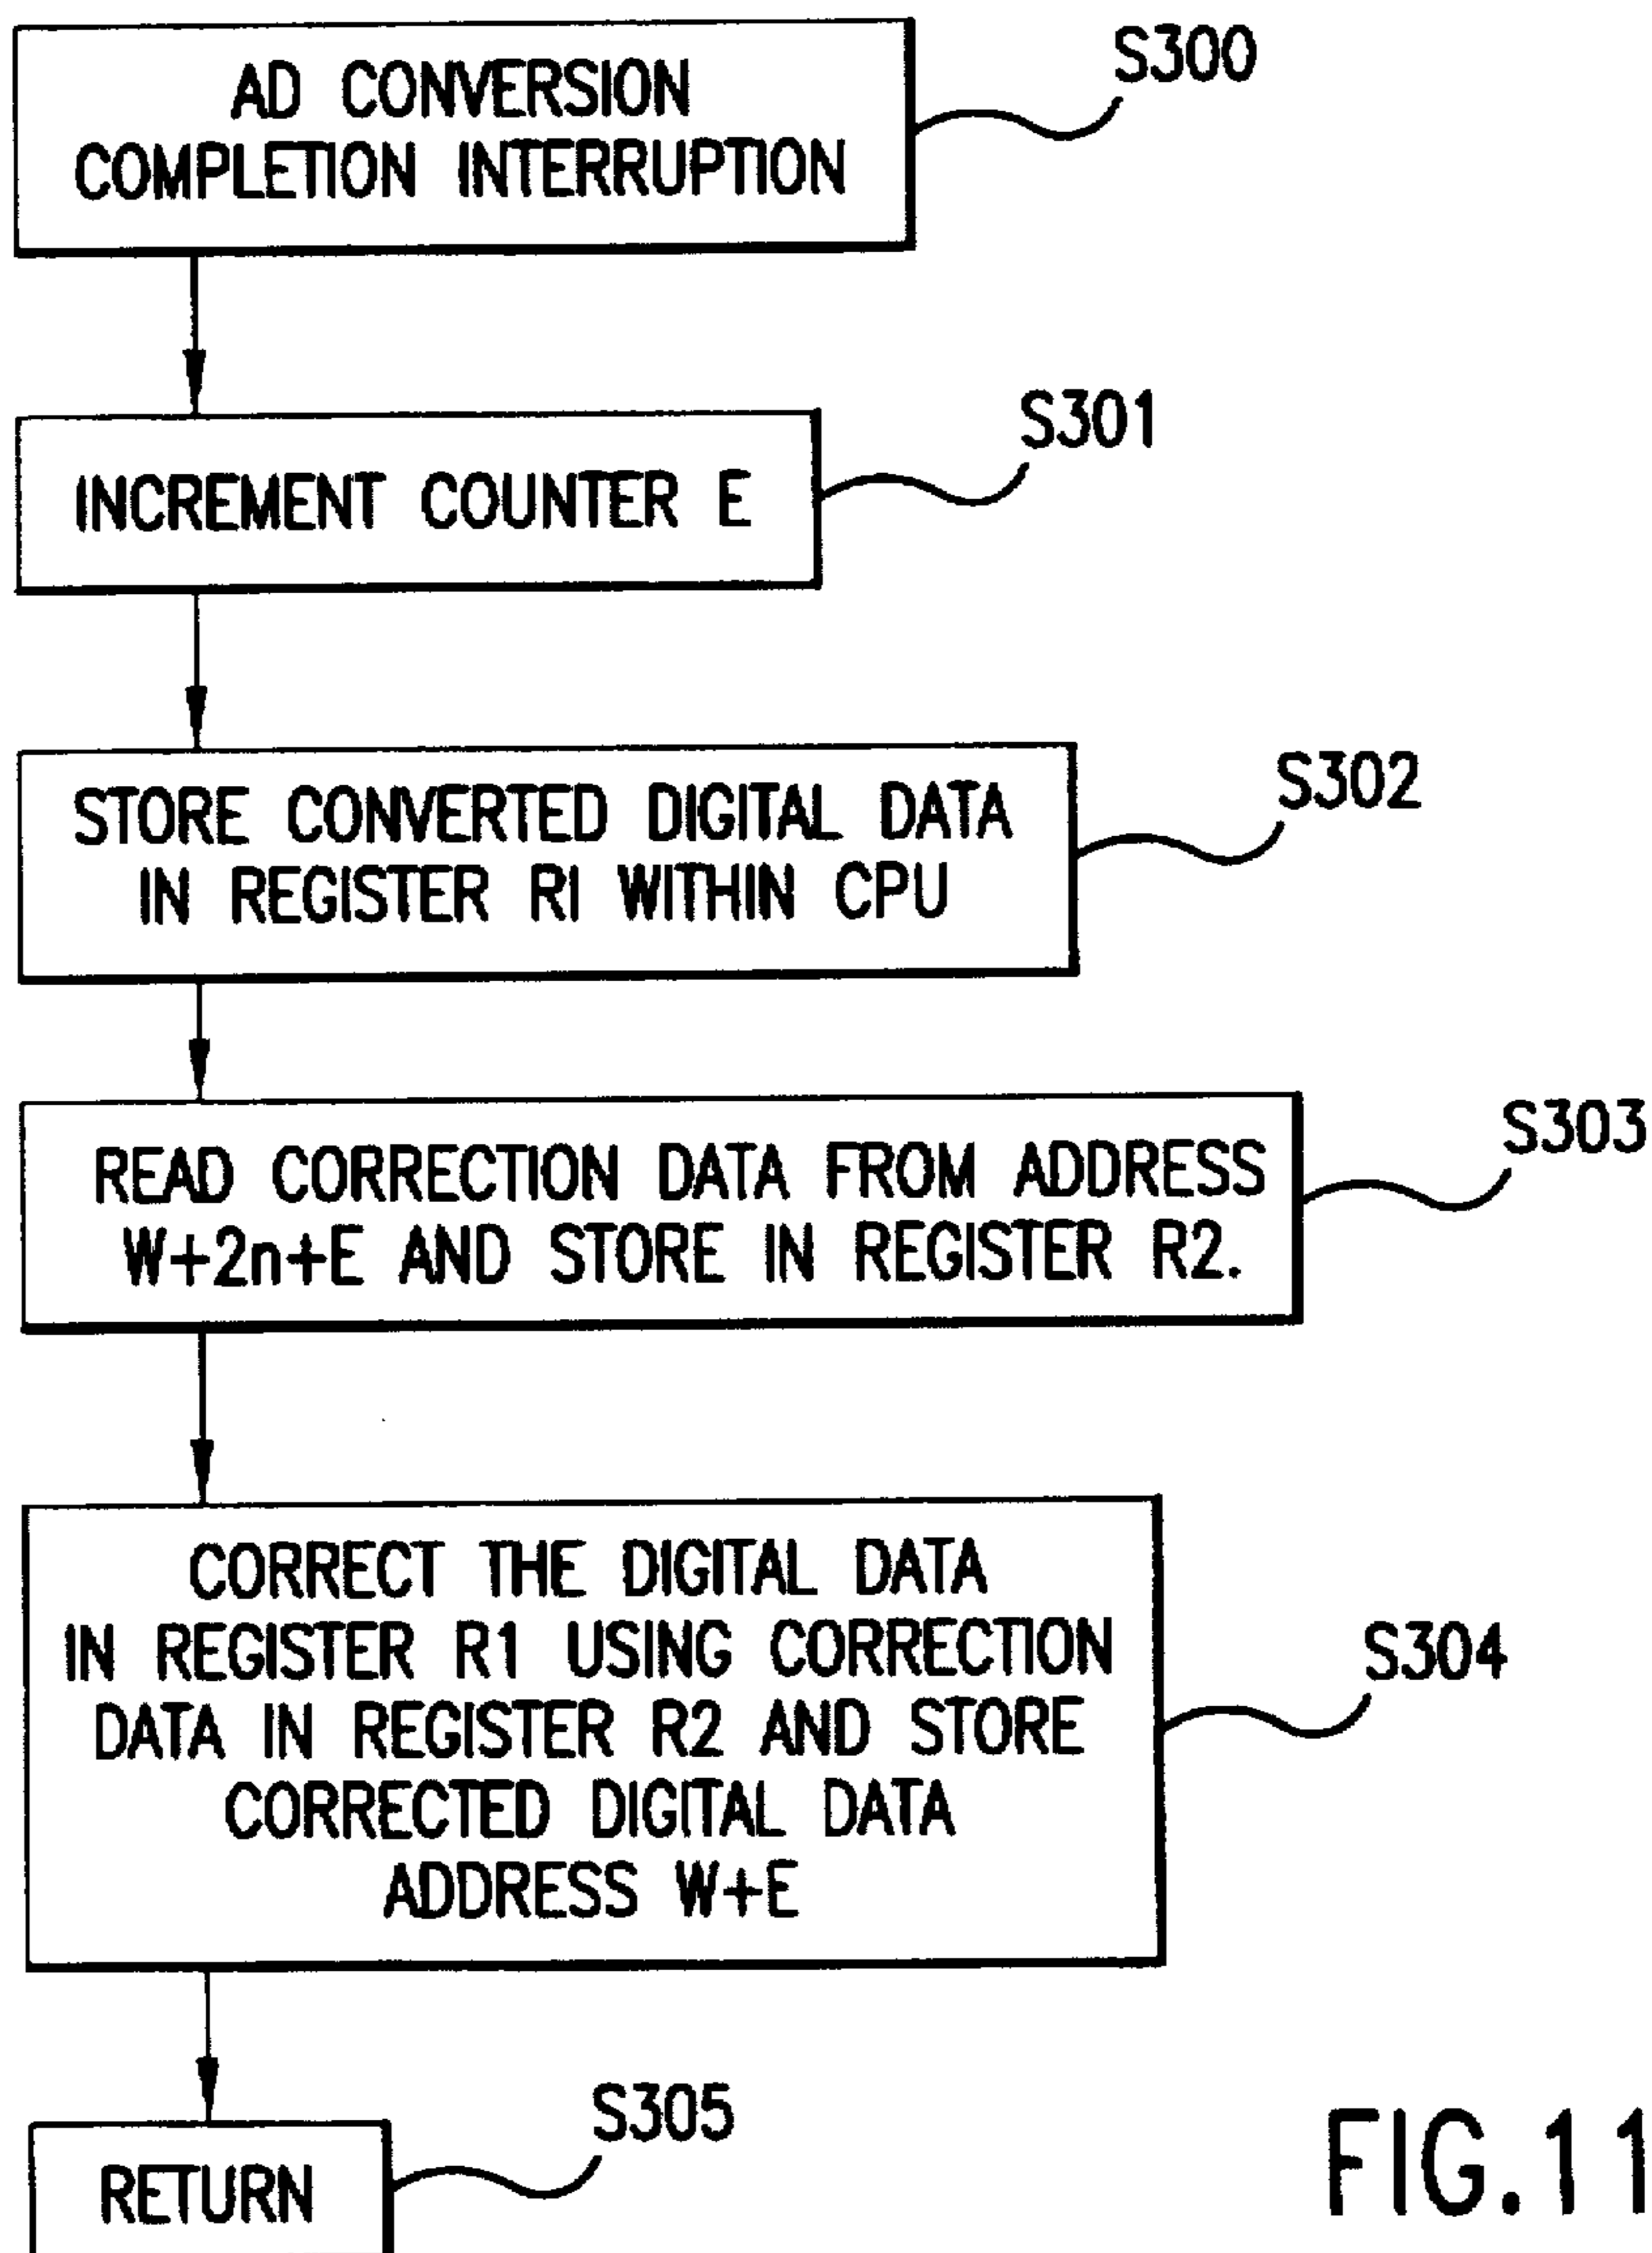 AD CONVERSION
COMPLETION INTERRUPTION
S300
INCREMENT COUNTER E
S301
STORE CONVERTED DIGITAL DATA
IN REGISTER R1 WITHIN CPU
S302
READ CORRECTION DATA FROM ADDRESS
W+2n+E AND STORE IN REGISTER R2.
S303
CORRECT THE DIGITAL DATA
IN REGISTER R1 USING CORRECTION
DATA IN REGISTER R2 AND STORE
CORRECTED DIGITAL DATA
ADDRESS W+E
S304
RETURN
S305
FIG.11